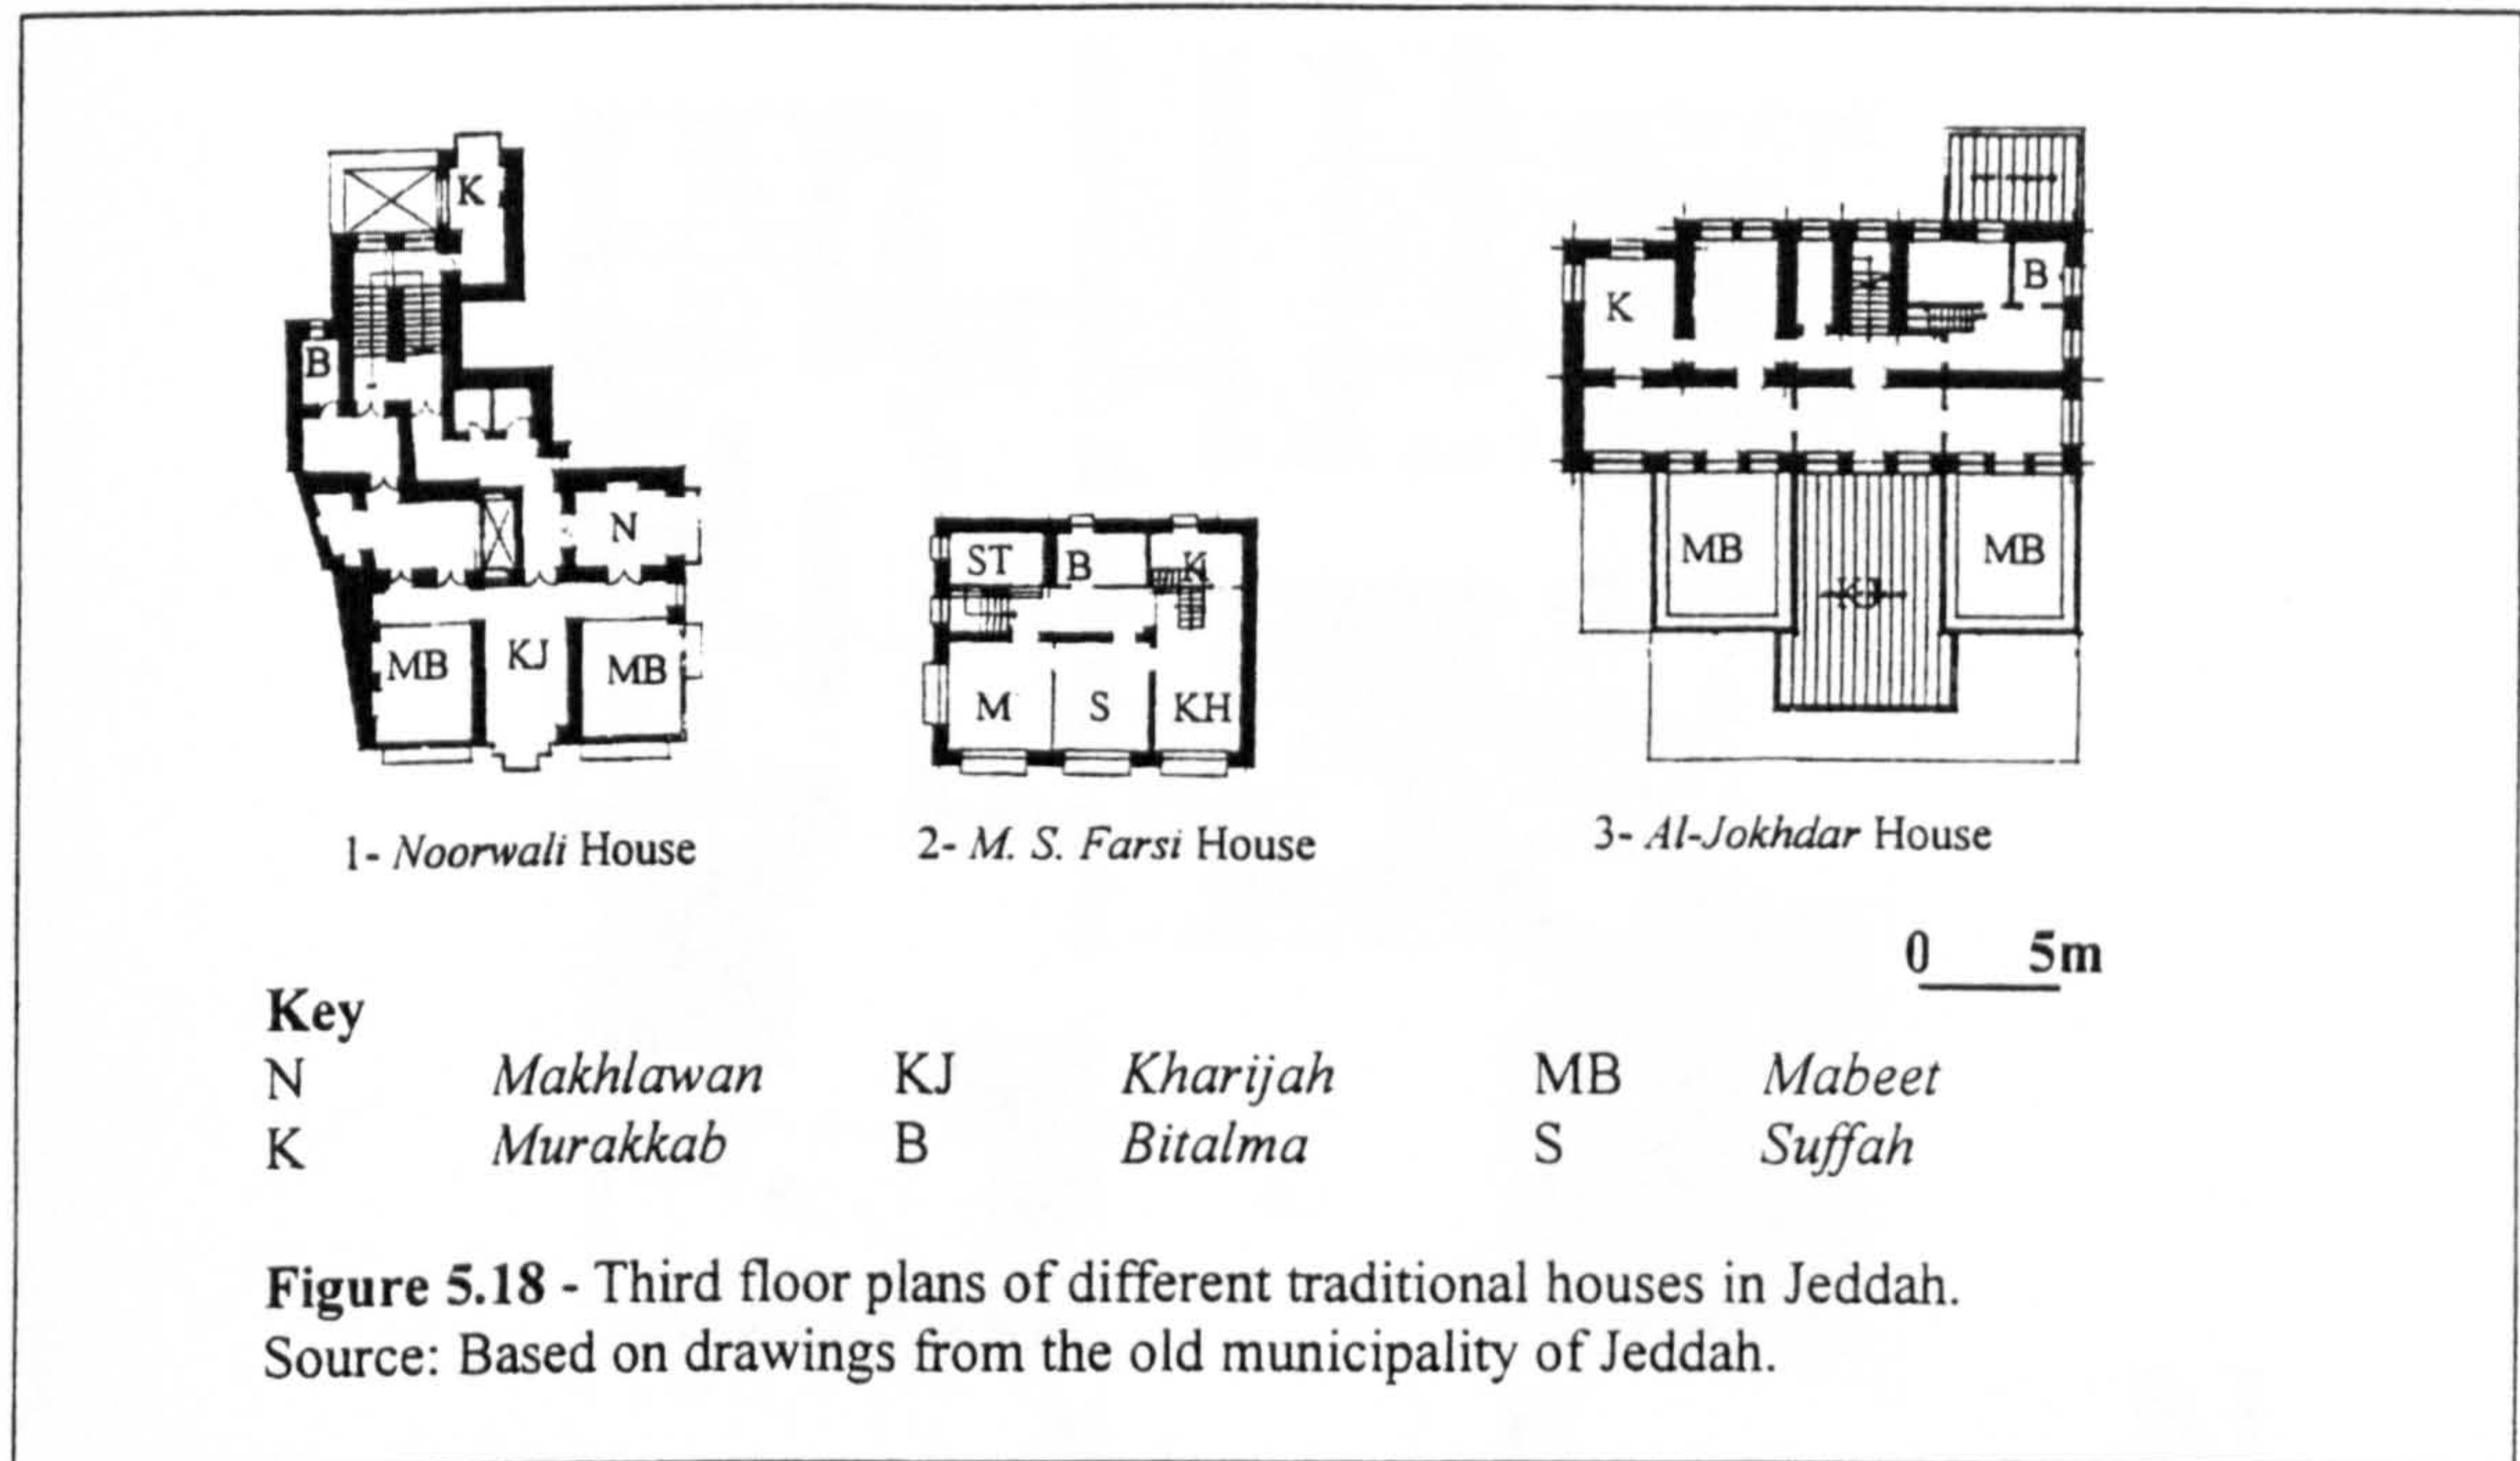 K
B
N
MB KJ MB
1- Noorwali House
ST B K
M S KH
2- M. S. Farsi House
K B
MB KJ MB
3- Al-Jokhdar House
0 5m
Key
N Makhlawan KJ Kharijah MB Mabeet
K Murakkab B Bitalma S Suffah
Figure 5.18 - Third floor plans of different traditional houses in Jeddah.
Source: Based on drawings from the old municipality of Jeddah.